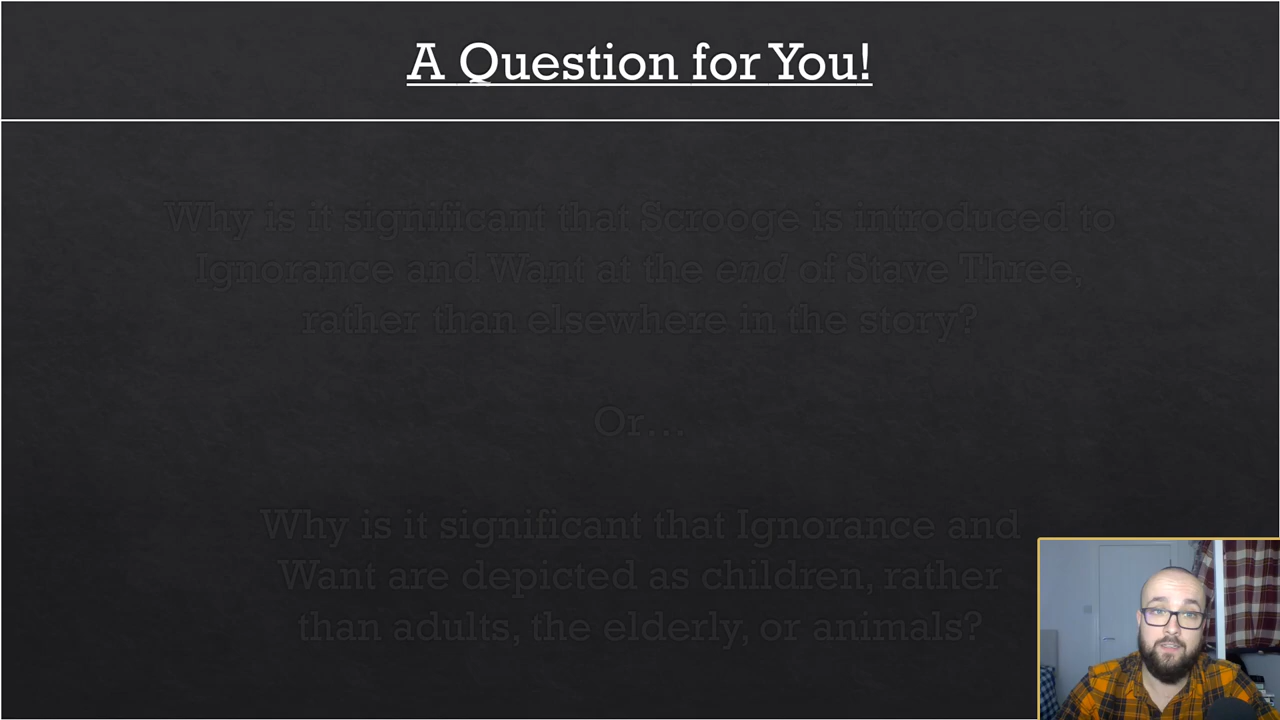 A Question for You!
Why is it significant that Scrooge is introduced to
Ignorance and Want at the end of Stave Three,
rather than elsewhere in the story?
Or...
Why is it significant that Ignorance and
Want are depicted as children, rather
than adults, the elderly, or animals?